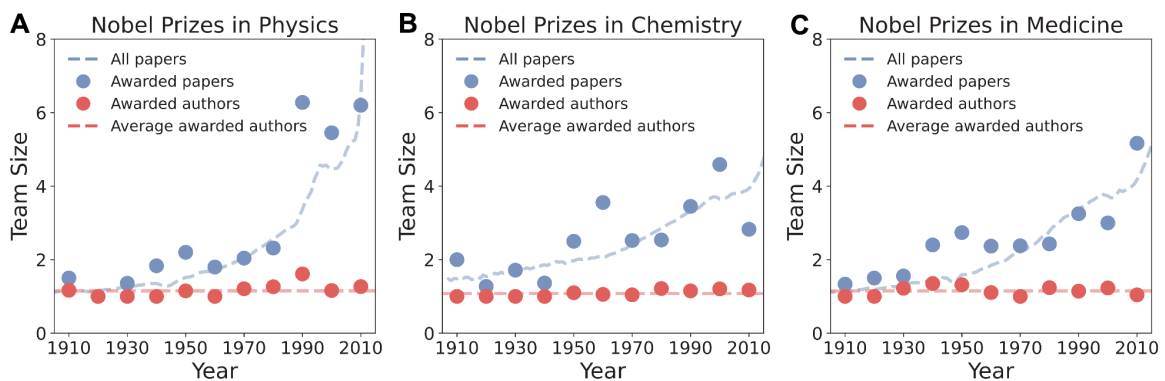 A
Nobel Prizes in Physics
8
6
4
2
0
Team Size
All papers
Awarded papers
Awarded authors
Average awarded authors
1910 1930 1950 1970 1990 2010
Year
B
Nobel Prizes in Chemistry
8
6
4
2
0
Team Size
All papers
Awarded papers
Awarded authors
Average awarded authors
1910 1930 1950 1970 1990 2010
Year
C
Nobel Prizes in Medicine
8
6
4
2
0
Team Size
All papers
Awarded papers
Awarded authors
Average awarded authors
1910 1930 1950 1970 1990 2010
Year